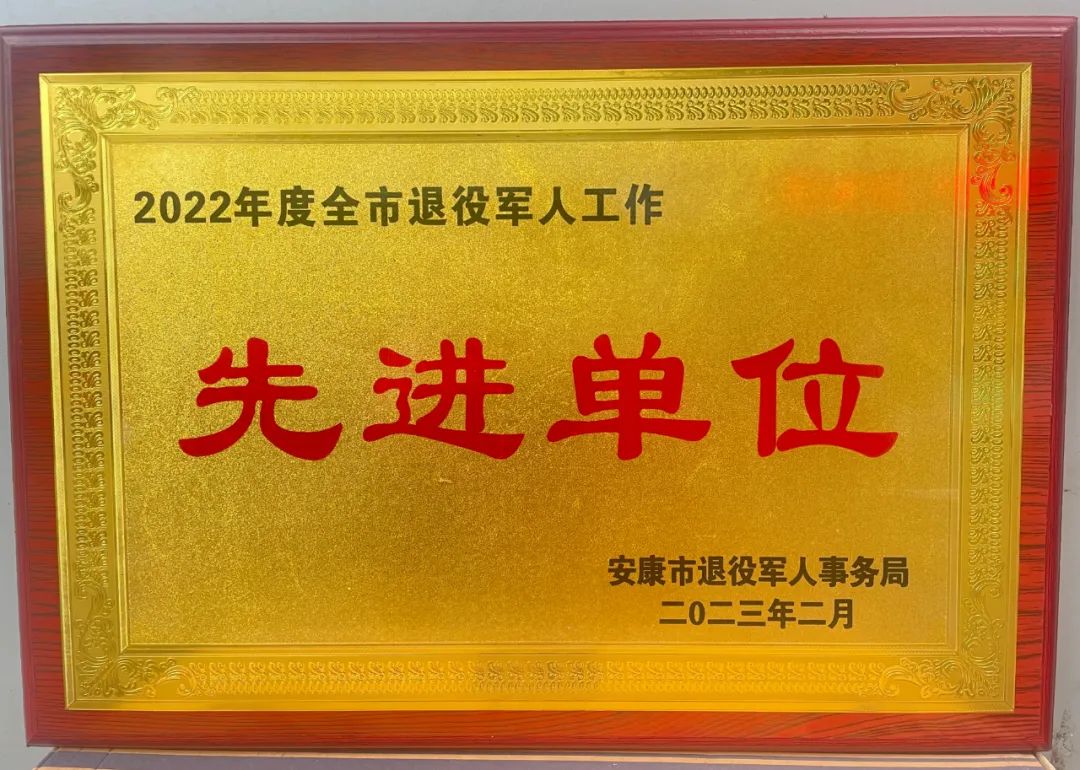 2022年度全市退役军人工作
先进单位
安康市退役军人事务局
二0二三年二月